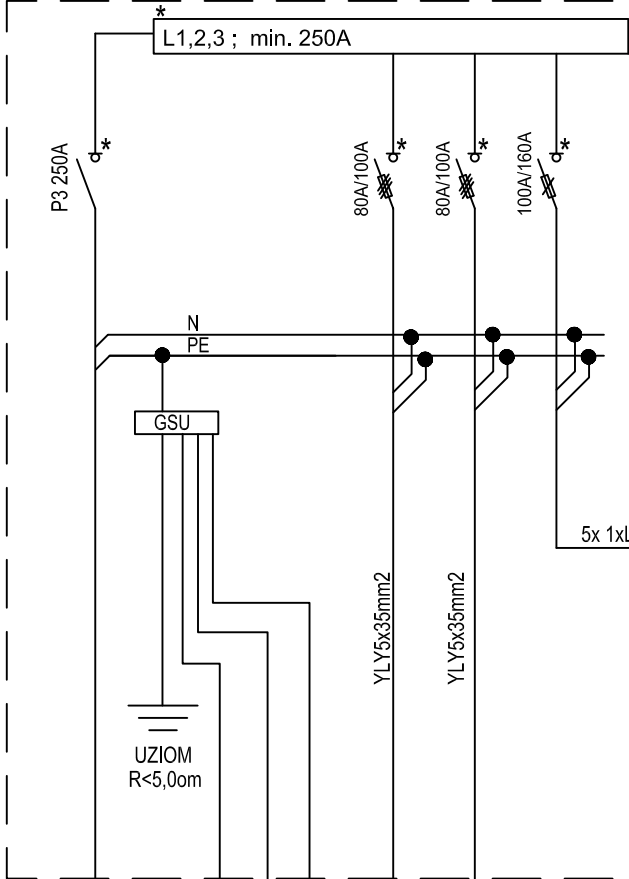 *
L1,2,3 ; min. 250A
P3 250A
*
80A/100A
*
80A/100A
*
100A/160A
*
N
PE
GSU
5x 1xL
YLY5x35mm2
YLY5x35mm2
UZIOM
R<5,0om